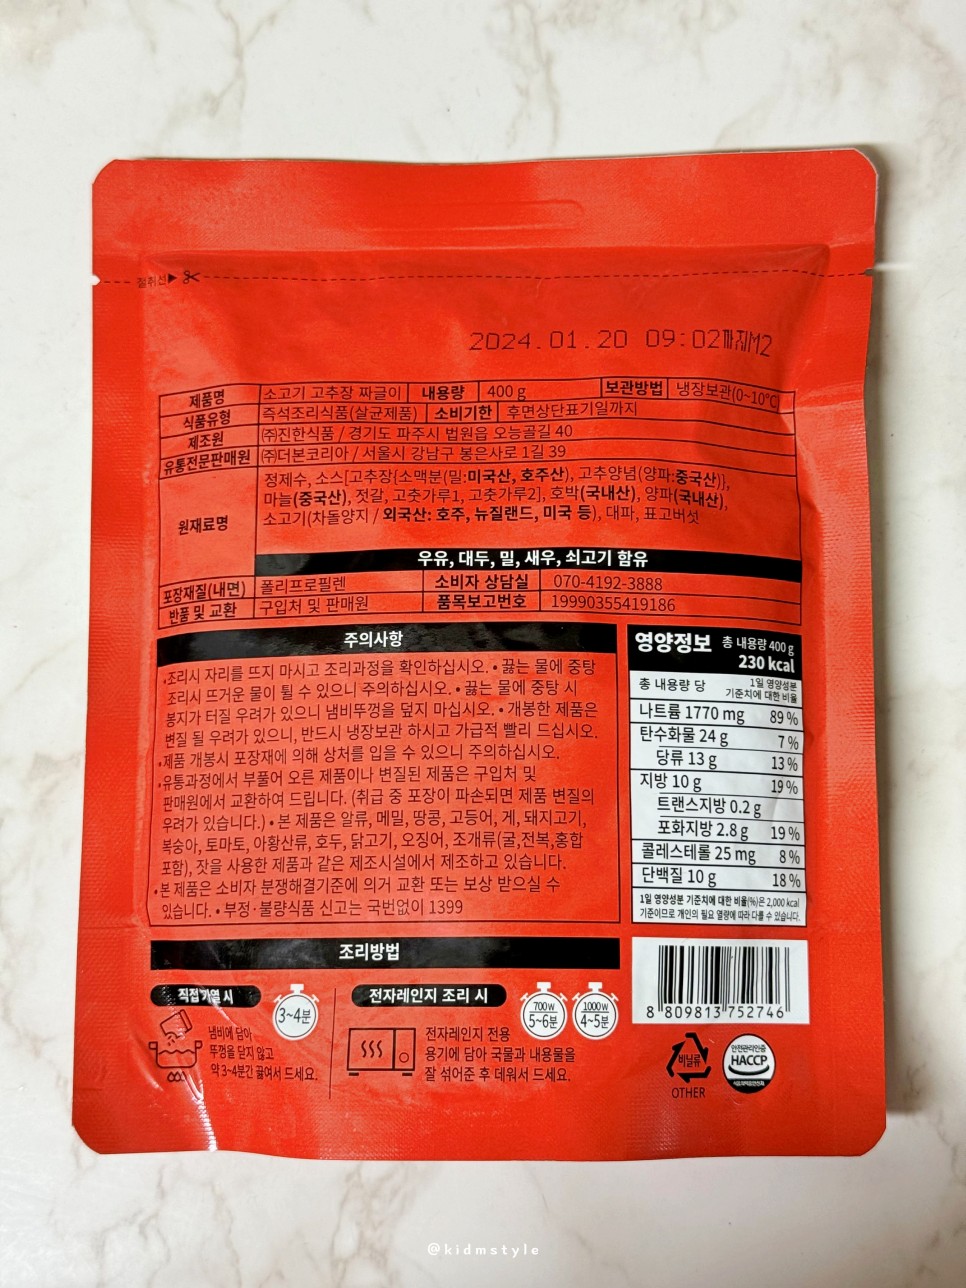 절취선▶
2024.01.20 09:02까지M2
제품명 소고기 고추장 짜글이 내용량 400 g 보관방법 냉장보관(0~10℃)
식품유형 즉석조리식품(살균제품) 소비기한 후면상단표기일까지
제조원 (주)진한식품 / 경기도 파주시 법원읍 오능골길 40
유통전문판매원 (주)더본코리아 / 서울시 강남구 봉은사로 1길 39
원재료명
정제수, 소스[고추장{소맥분(밀:미국산, 호주산), 고추양념(양파:중국산)},
마늘(중국산), 젓갈, 고춧가루1, 고춧가루2], 호박(국내산), 양파(국내산),
소고기(차돌양지 / 외국산: 호주, 뉴질랜드, 미국 등), 대파, 표고버섯
우유, 대두, 밀, 새우, 쇠고기 함유
포장재질(내면) 폴리프로필렌 소비자 상담실 070-4192-3888
반품 및 교환 구입처 및 판매원 품목보고번호 19990355419186
주의사항
•조리시 자리를 뜨지 마시고 조리과정을 확인하십시오. • 끓는 물에 중탕
조리시 뜨거운 물이 튈 수 있으니 주의하십시오. • 끓는 물에 중탕 시
봉지가 터질 우려가 있으니 냄비뚜껑을 덮지 마십시오. • 개봉한 제품은
변질 될 우려가 있으니, 반드시 냉장보관 하시고 가급적 빨리 드십시오.
•제품 개봉시 포장재에 의해 상처를 입을 수 있으니 주의하십시오.
•유통과정에서 부풀어 오른 제품이나 변질된 제품은 구입처 및
판매원에서 교환하여 드립니다. (취급 중 포장이 파손되면 제품 변질의
우려가 있습니다.) • 본 제품은 알류, 메밀, 땅콩, 고등어, 게, 돼지고기,
복숭아, 토마토, 아황산류, 호두, 닭고기, 오징어, 조개류(굴,전복,홍합
포함), 잣을 사용한 제품과 같은 제조시설에서 제조하고 있습니다.
•본 제품은 소비자 분쟁해결기준에 의거 교환 또는 보상 받으실 수
있습니다. • 부정·불량식품 신고는 국번없이 1399
영양정보 총 내용량 400 g
230 kcal
총 내용량 당 1일 영양성분
기준치에 대한 비율
나트륨 1770 mg 89 %
탄수화물 24 g 7 %
당류 13 g 13 %
지방 10 g 19 %
트랜스지방 0.2 g
포화지방 2.8 g 19 %
콜레스테롤 25 mg 8 %
단백질 10 g 18 %
1일 영양성분 기준치에 대한 비율(%)은 2,000 kcal
기준이므로 개인의 필요 열량에 따라 다를 수 있습니다.
조리방법
직접가열 시
3~4분
냄비에 담아
뚜껑을 닫지 않고
약 3~4분간 끓여서 드세요.
전자레인지 조리 시
700W
5~6분
1000W
4~5분
전자레인지 전용
용기에 담아 국물과 내용물을
잘 섞어준 후 데워서 드세요.
8 809813 752746
비닐류
OTHER
안전관리인증
HACCP
식품의약품안전처
@kidmstyle